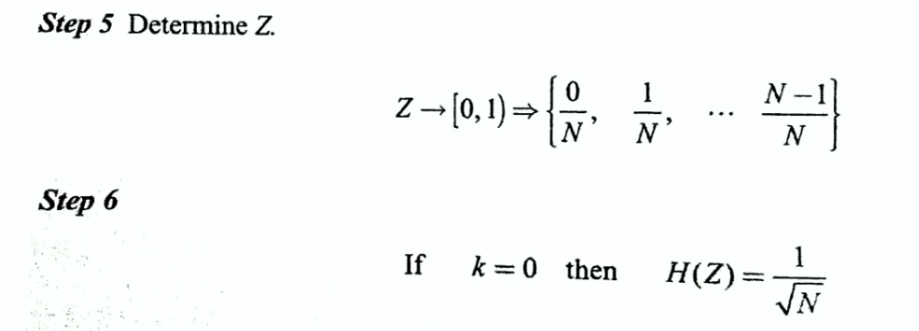 Step 5 Determine Z.
Z → [0, 1) ⇒ {0/N, 1/N, ... N−1/N}
Step 6
If k = 0 then H(Z) = 1/√N